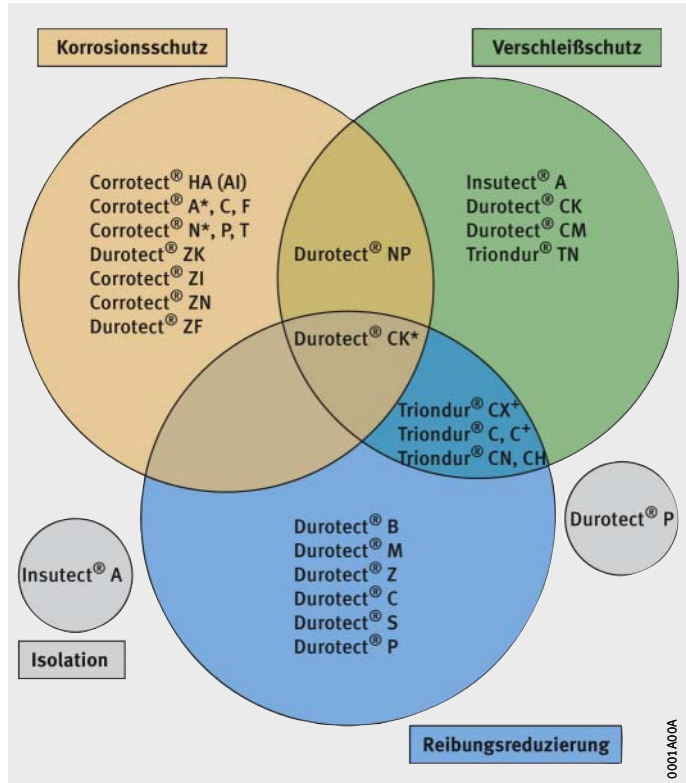 Korrosionsschutz
Verschleißschutz
Corrotect® HA (AI)
Corrotect® A*, C, F
Corrotect® N*, P, T
Durotect® ZK
Corrotect® ZI
Corrotect® ZN
Durotect® ZF
Durotect® NP
Insutect® A
Durotect® CK
Durotect® CM
Triondur® TN
Durotect® CK*
Triondur® CX⁺
Triondur® C, C⁺
Triondur® CN, CH
Durotect® B
Durotect® M
Durotect® Z
Durotect® C
Durotect® S
Durotect® P
Durotect® P
Insutect® A
Isolation
Reibungsreduzierung
0001A00A